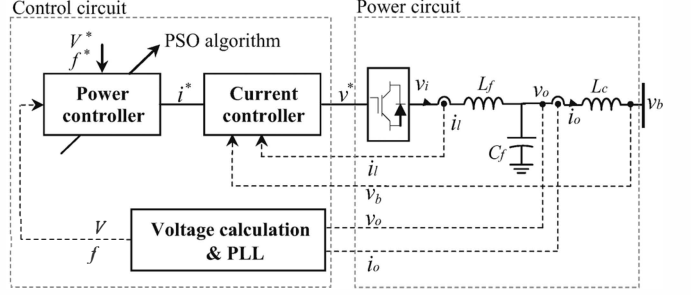 Control circuit
Power circuit
V*
f*
PSO algorithm
Power
controller
i*
Current
controller
v*
vi
il
Lf
vo
io
Lc
vb
Cf
il
vb
vo
io
V
f
Voltage calculation
& PLL